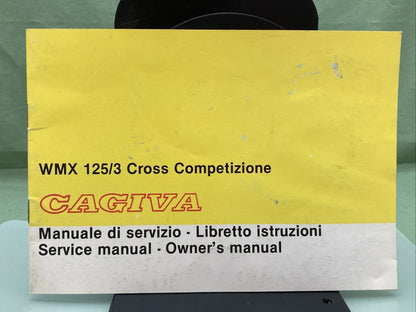 WMX 125/3 Cross Competizione
CAGIVA
Manuale di servizio - Libretto istruzioni
Service manual - Owner's manual